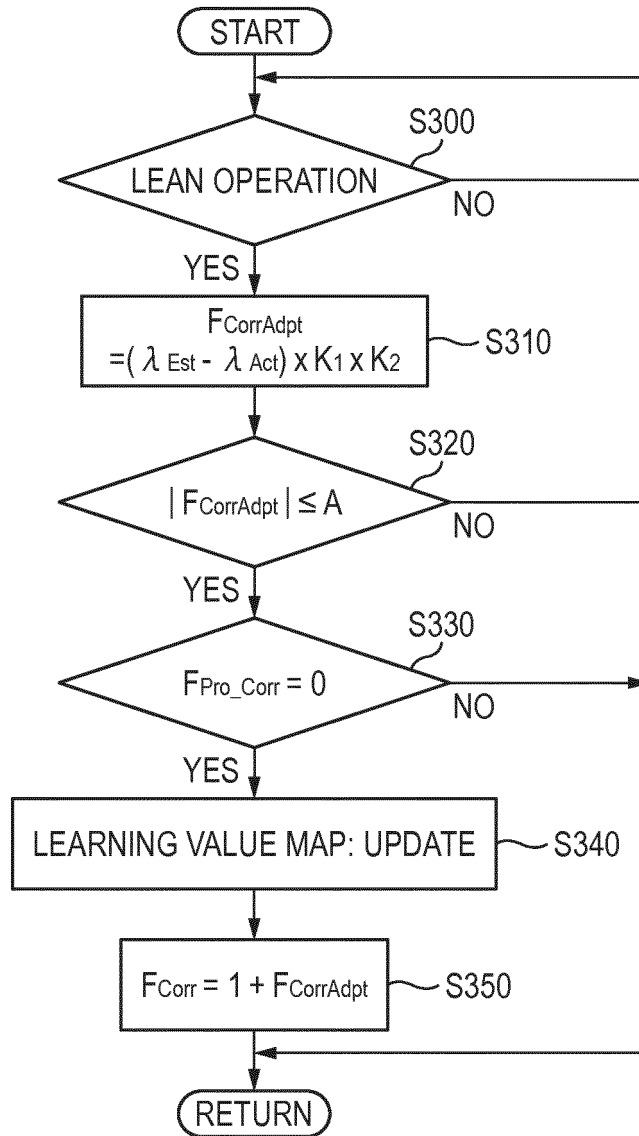 START
S300
LEAN OPERATION
NO
YES
FCorrAdpt
=( λ Est - λ Act) x K1 x K2
S310
S320
| FCorrAdpt | ≤ A
NO
YES
S330
FPro_Corr = 0
NO
YES
LEARNING VALUE MAP: UPDATE
S340
FCorr = 1 + FCorrAdpt
S350
RETURN